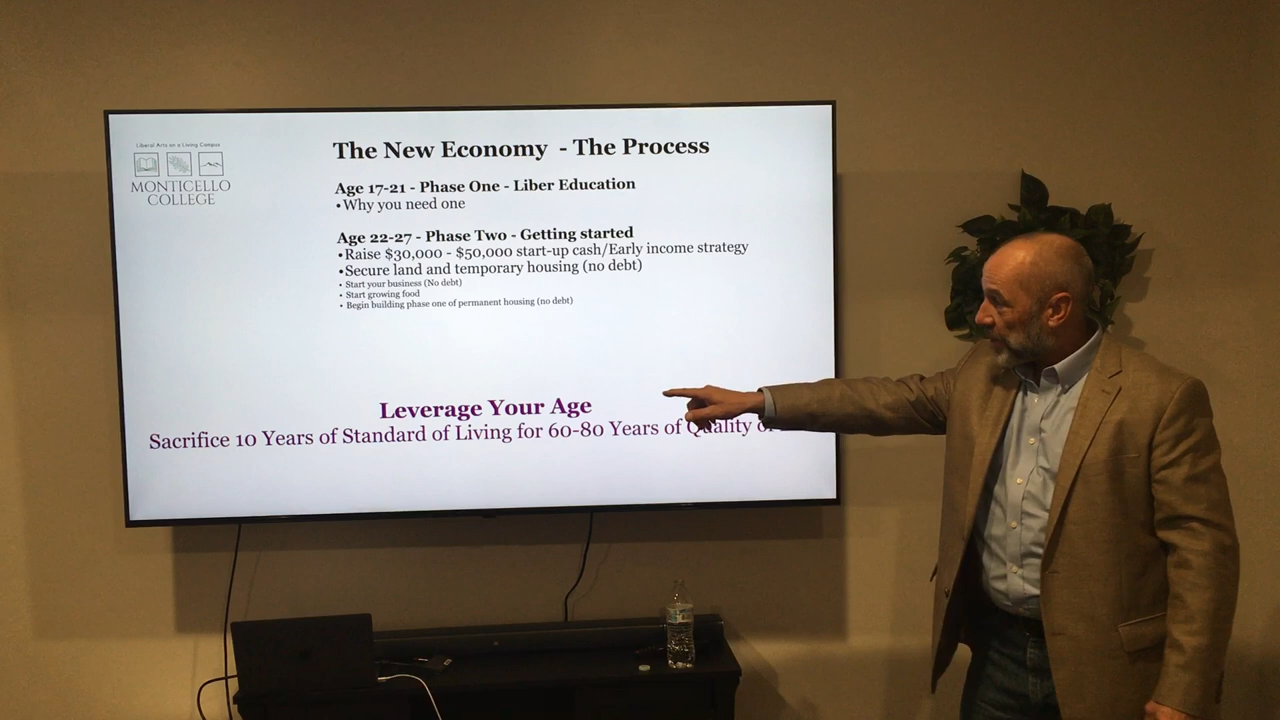 Liberal Arts on a Living Campus
MONTICELLO
COLLEGE
The New Economy - The Process
Age 17-21 - Phase One - Liber Education
•Why you need one
Age 22-27 - Phase Two - Getting started
•Raise $30,000 - $50,000 start-up cash/Early income strategy
•Secure land and temporary housing (no debt)
• Start your business (No debt)
• Start growing food
• Begin building phase one of permanent housing (no debt)
Leverage Your Age
Sacrifice 10 Years of Standard of Living for 60-80 Years of Quality